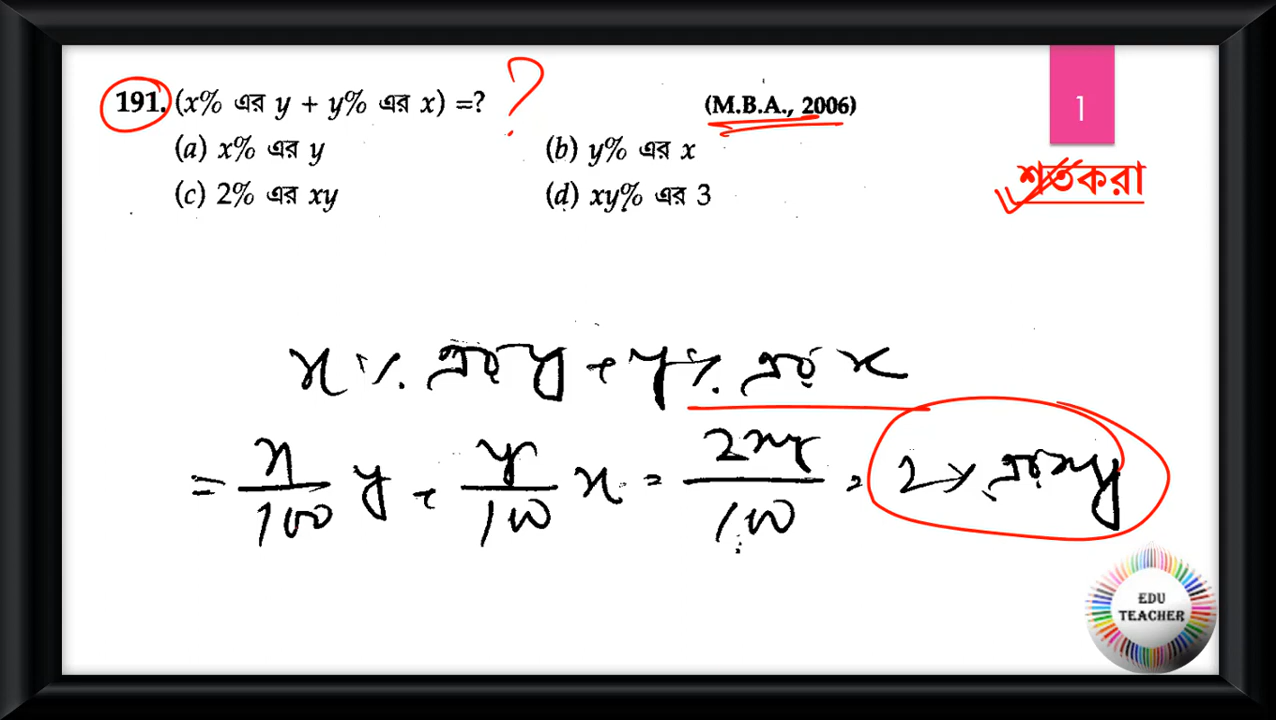 191. (x% এর y + y% এর x) =? ?
(M.B.A., 2006)
1
(a) x% এর y
(b) y% এর x
(c) 2% এর xy
(d) xy% এর 3
শতকরা
x % এর y + y % এর x
= x/100 y + y/100 x = 2xy/100 = 2 % এর xy
EDU
TEACHER